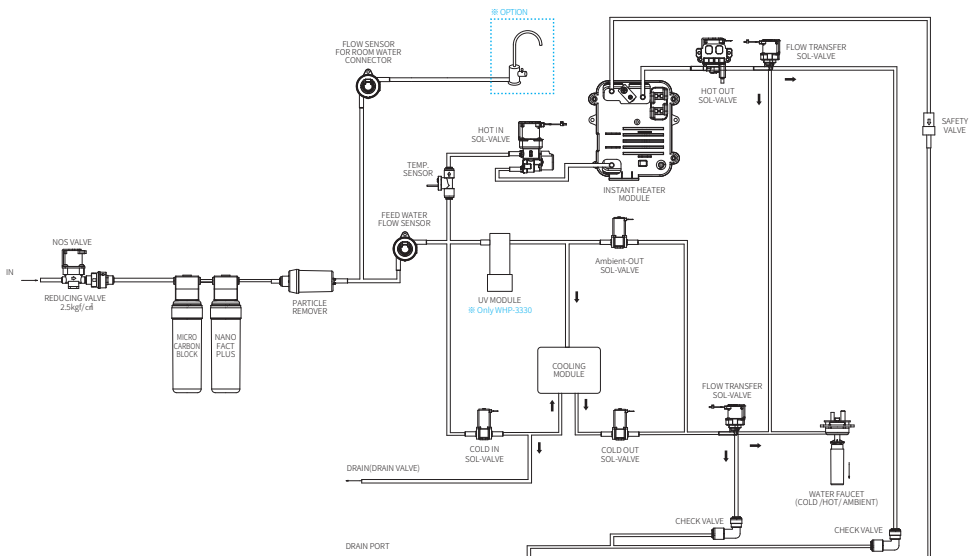 ※ OPTION
FLOW SENSOR
FOR ROOM WATER
CONNECTOR
FLOW TRANSFER
SOL-VALVE
HOT OUT
SOL-VALVE
SAFETY
VALVE
HOT IN
SOL-VALVE
TEMP.
SENSOR
INSTANT HEATER
MODULE
FEED WATER
FLOW SENSOR
NOS VALVE
IN
REDUCING VALVE
2.5kgf/㎠
PARTICLE
REMOVER
UV MODULE
※ Only WHP-3330
Ambient-OUT
SOL-VALVE
MICRO
CARBON
BLOCK
NANO
FACT
PLUS
COOLING
MODULE
FLOW TRANSFER
SOL-VALVE
COLD IN
SOL-VALVE
COLD OUT
SOL-VALVE
DRAIN(DRAIN VALVE)
WATER FAUCET
(COLD /HOT/ AMBIENT)
CHECK VALVE
CHECK VALVE
DRAIN PORT